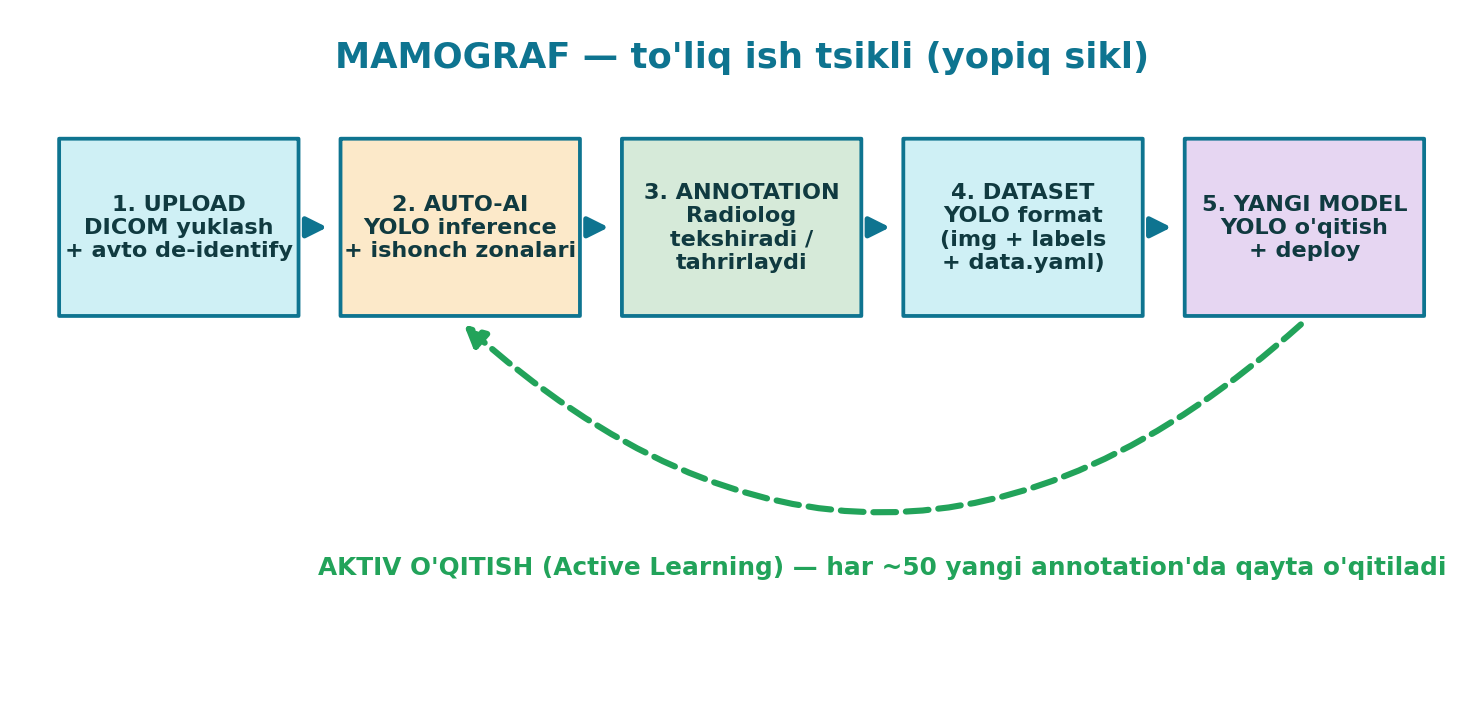 MAMOGRAF — to'liq ish tsikli (yopiq sikl)
1. UPLOAD
DICOM yuklash
+ avto de-identify
2. AUTO-AI
YOLO inference
+ ishonch zonalari
3. ANNOTATION
Radiolog
tekshiradi /
tahrirlaydi
4. DATASET
YOLO format
(img + labels
+ data.yaml)
5. YANGI MODEL
YOLO o'qitish
+ deploy
AKTIV O'QITISH (Active Learning) — har ~50 yangi annotation'da qayta o'qitiladi